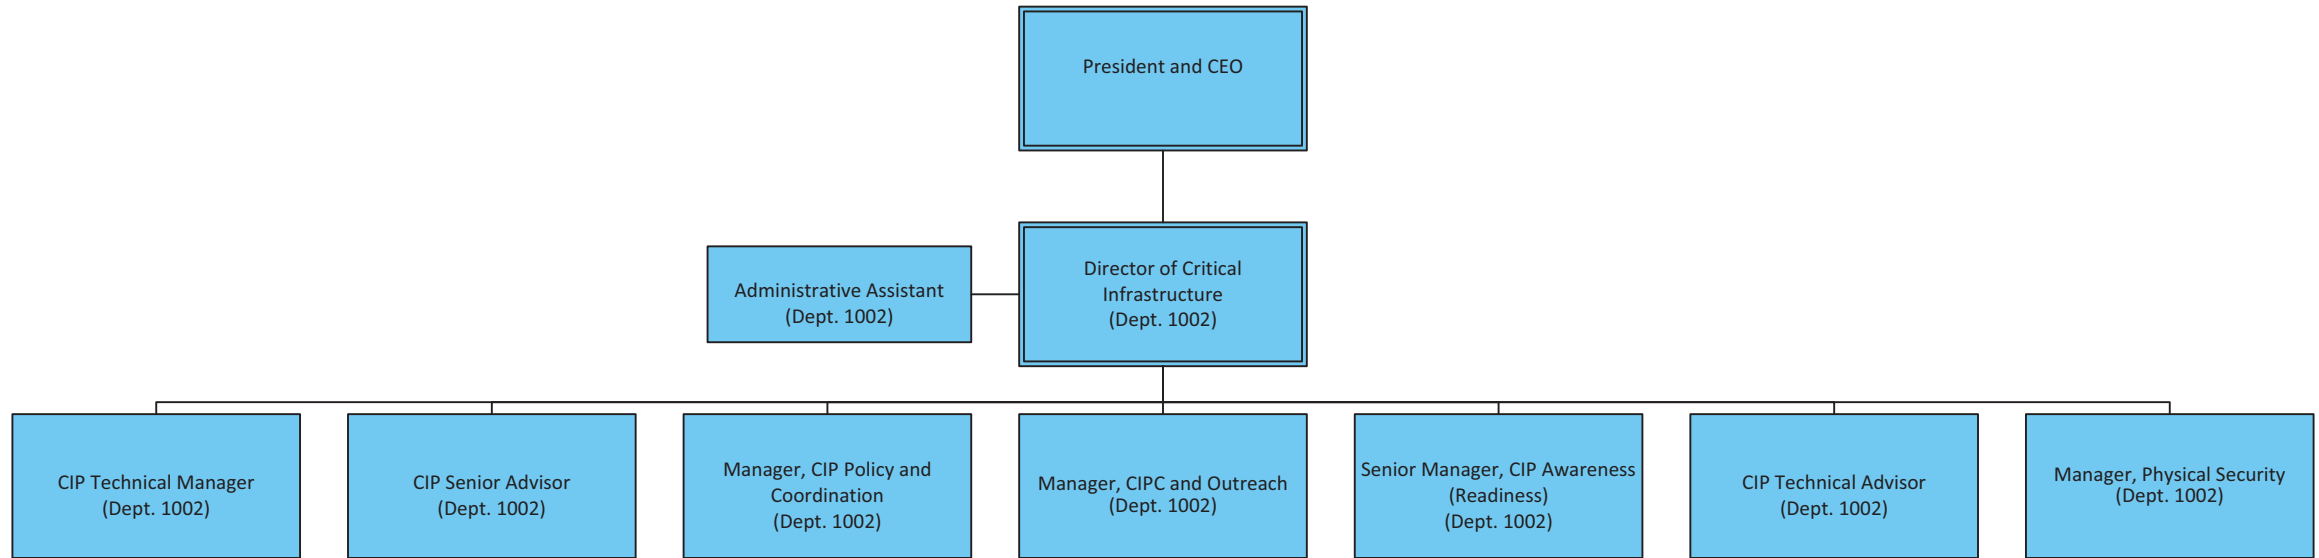 President and CEO
Administrative Assistant
(Dept. 1002)
Director of Critical
Infrastructure
(Dept. 1002)
CIP Technical Manager
(Dept. 1002)
CIP Senior Advisor
(Dept. 1002)
Manager, CIP Policy and
Coordination
(Dept. 1002)
Manager, CIPC and Outreach
(Dept. 1002)
Senior Manager, CIP Awareness
(Readiness)
(Dept. 1002)
CIP Technical Advisor
(Dept. 1002)
Manager, Physical Security
(Dept. 1002)